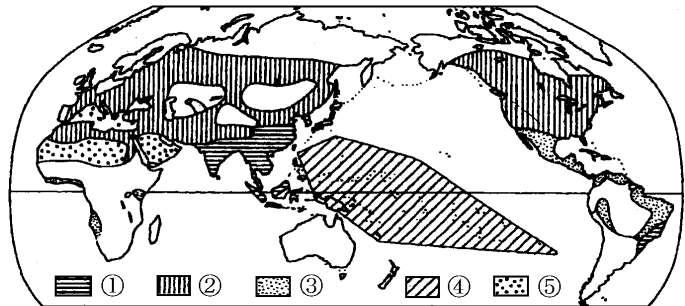 ① ② ③ ④ ⑤